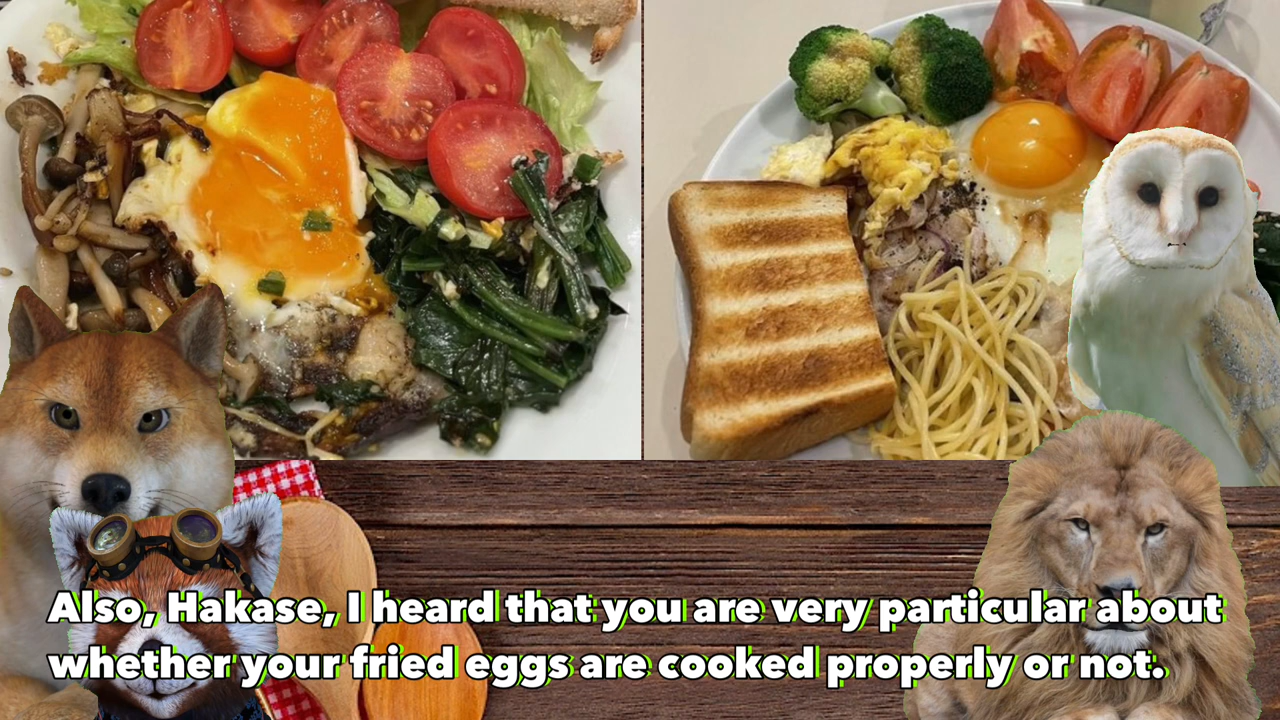 Also, Hakase, I heard that you are very particular about
whether your fried eggs are cooked properly or not.